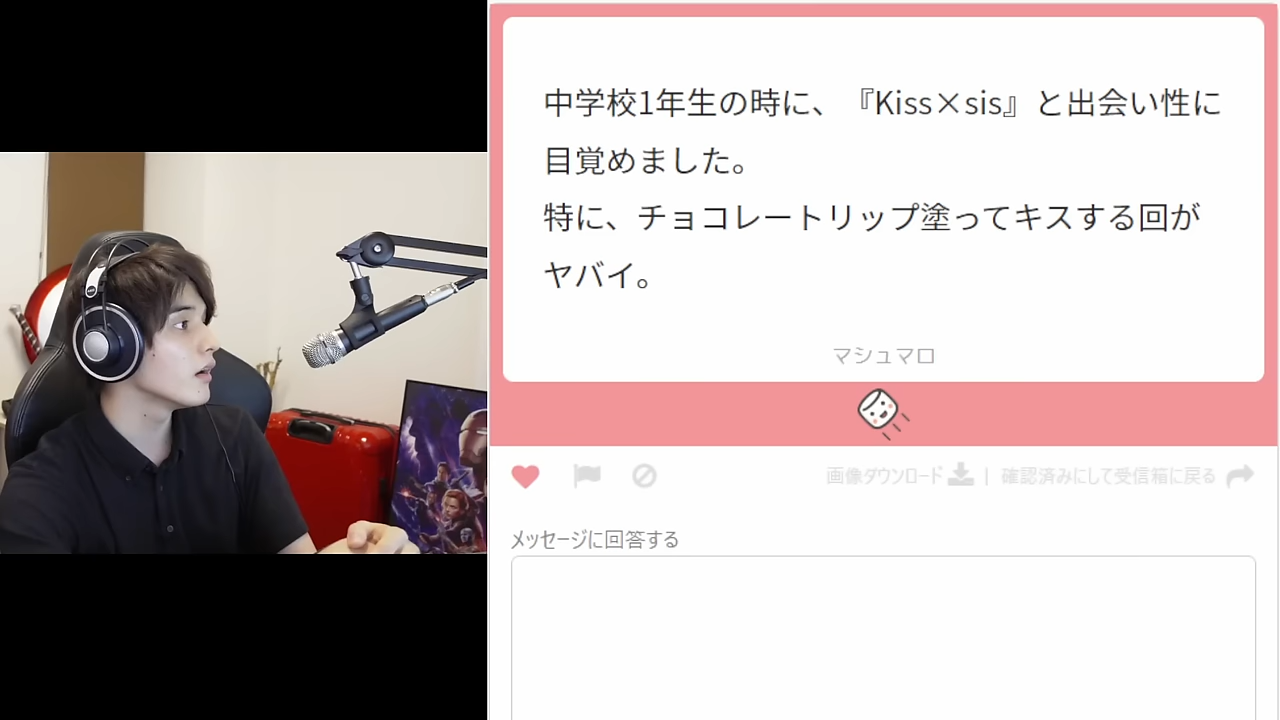 中学校1年生の時に、『Kiss×sis』と出会い性に
目覚めました。
特に、チョコレートリップ塗ってキスする回が
ヤバイ。
マシュマロ
画像ダウンロード | 確認済みにして受信箱に戻る
メッセージに回答する